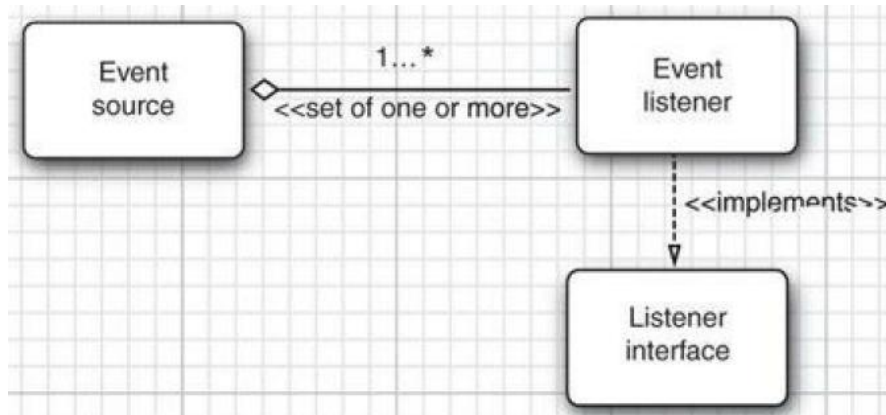 Event
source
1...*
<<set of one or more>>
Event
listener
<<implements>>
Listener
interface